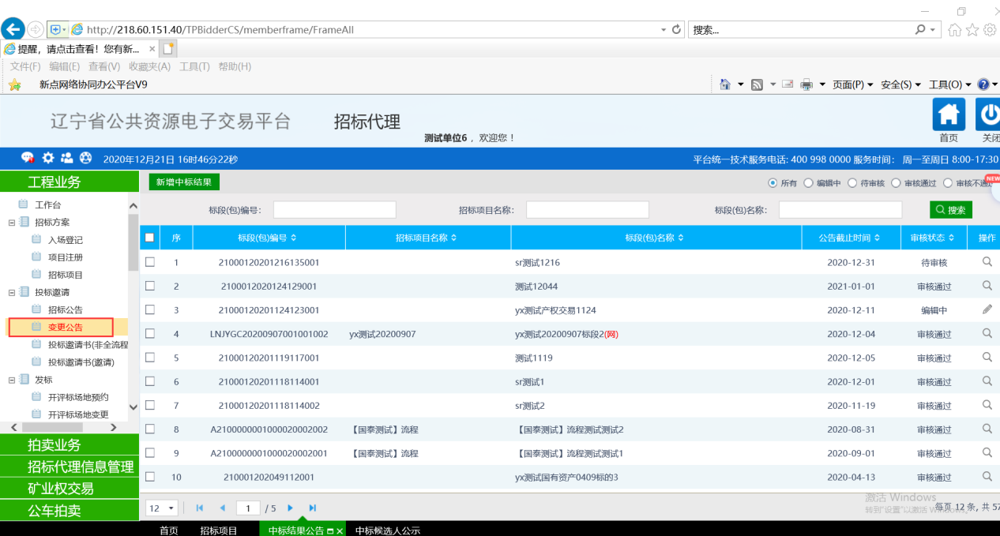 http://218.60.151.40/TPBidderCS/memberframe/FrameAll
搜索...
提醒，请点击查看！您有新... ×
文件(F) 编辑(E) 查看(V) 收藏夹(A) 工具(T) 帮助(H)
新点网络协同办公平台V9
页面(P) 安全(S) 工具(O)
辽宁省公共资源电子交易平台 招标代理
测试单位6 ，欢迎您！
首页 关闭
2020年12月21日 16时46分22秒
平台统一技术服务电话: 400 998 0000 服务时间： 周一至周日 8:00-17:30
工程业务
工作台
招标方案
入场登记
项目注册
招标项目
投标邀请
招标公告
变更公告
投标邀请书(非全流程
投标邀请书(邀请)
发标
开评标场地预约
开评标场地变更
拍卖业务
招标代理信息管理
矿业权交易
公车拍卖
新增中标结果
所有 编辑中 待审核 审核通过 审核不通
NEW
标段(包)编号： 招标项目名称： 标段(包)名称： 搜索
序 标段(包)编号 招标项目名称 标段(包)名称 公告截止时间 审核状态 操作
1 21000120201216135001 sr测试1216 2020-12-31 待审核
2 2100012020124129001 测试12044 2021-01-01 审核通过
3 21000120201124123001 yx测试产权交易1124 2020-12-11 编辑中
4 LNJYGC20200907001001002 yx测试20200907 yx测试20200907标段2(网) 2020-12-04 审核通过
5 21000120201119117001 测试1119 2020-12-05 审核通过
6 21000120201118114001 sr测试1 2020-12-01 审核通过
7 21000120201118114002 sr测试2 2020-11-19 审核通过
8 A2100000001000020002002 【国泰测试】流程 【国泰测试】流程测试测试2 2020-08-31 审核通过
9 A2100000001000020002001 【国泰测试】流程 【国泰测试】流程测试测试1 2020-09-01 审核通过
10 210001202049112001 yx测试国有资产0409标的3 2020-04-13 审核通过
12 1 / 5
每页 12 条, 共 57
激活 Windows
转到"设置"以激活 Windows。
首页 招标项目 中标结果公告 中标候选人公示